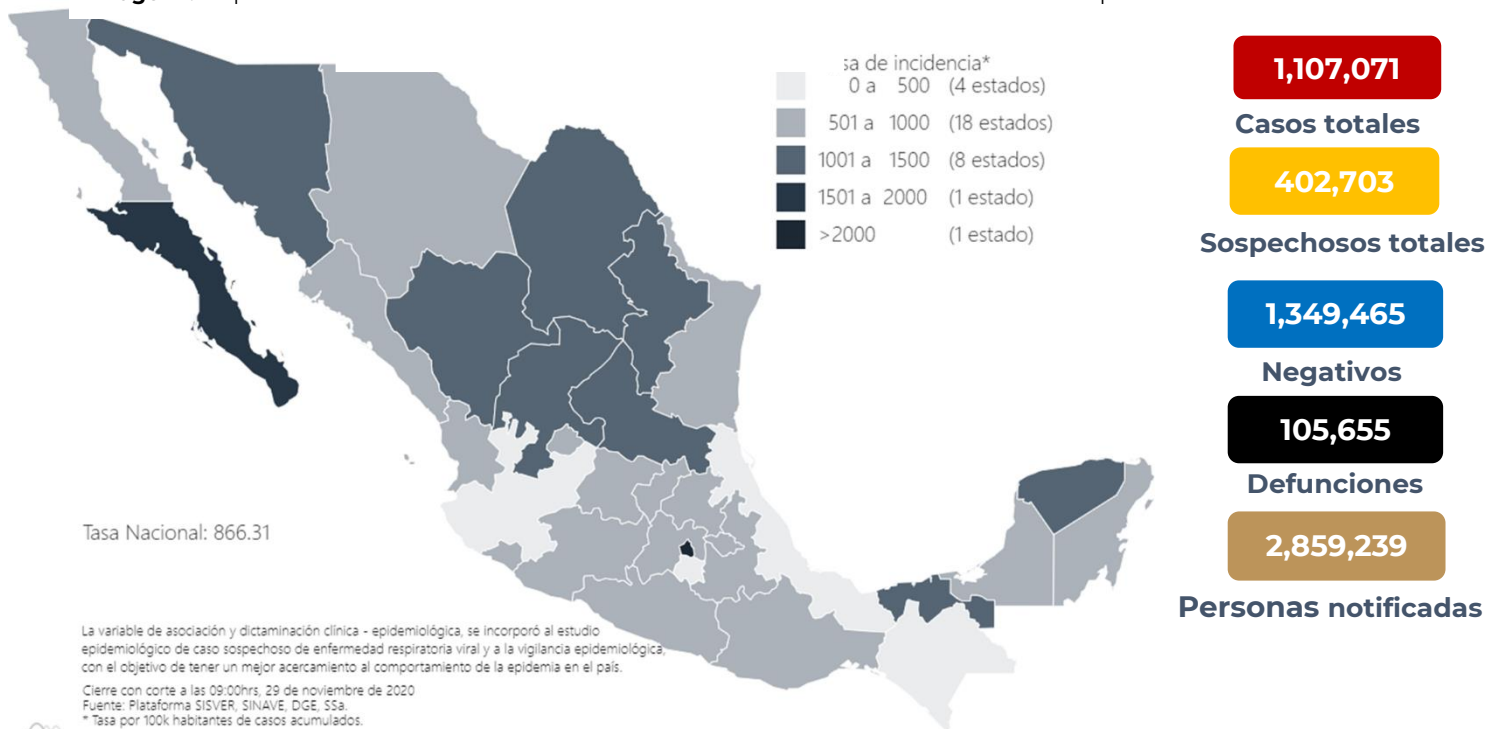 sa de incidencia*
0 a 500 (4 estados)
501 a 1000 (18 estados)
1001 a 1500 (8 estados)
1501 a 2000 (1 estado)
>2000 (1 estado)
1,107,071
Casos totales
402,703
Sospechosos totales
1,349,465
Negativos
105,655
Defunciones
2,859,239
Personas notificadas
Tasa Nacional: 866.31
La variable de asociación y dictaminación clínica - epidemiológica, se incorporó al estudio
epidemiológico de caso sospechoso de enfermedad respiratoria viral y a la vigilancia epidemiológica,
con el objetivo de tener un mejor acercamiento al comportamiento de la epidemia en el país.
Cierre con corte a las 09:00hrs, 29 de noviembre de 2020
Fuente: Plataforma SISVER, SINAVE, DGE, SSa.
* Tasa por 100k habitantes de casos acumulados.